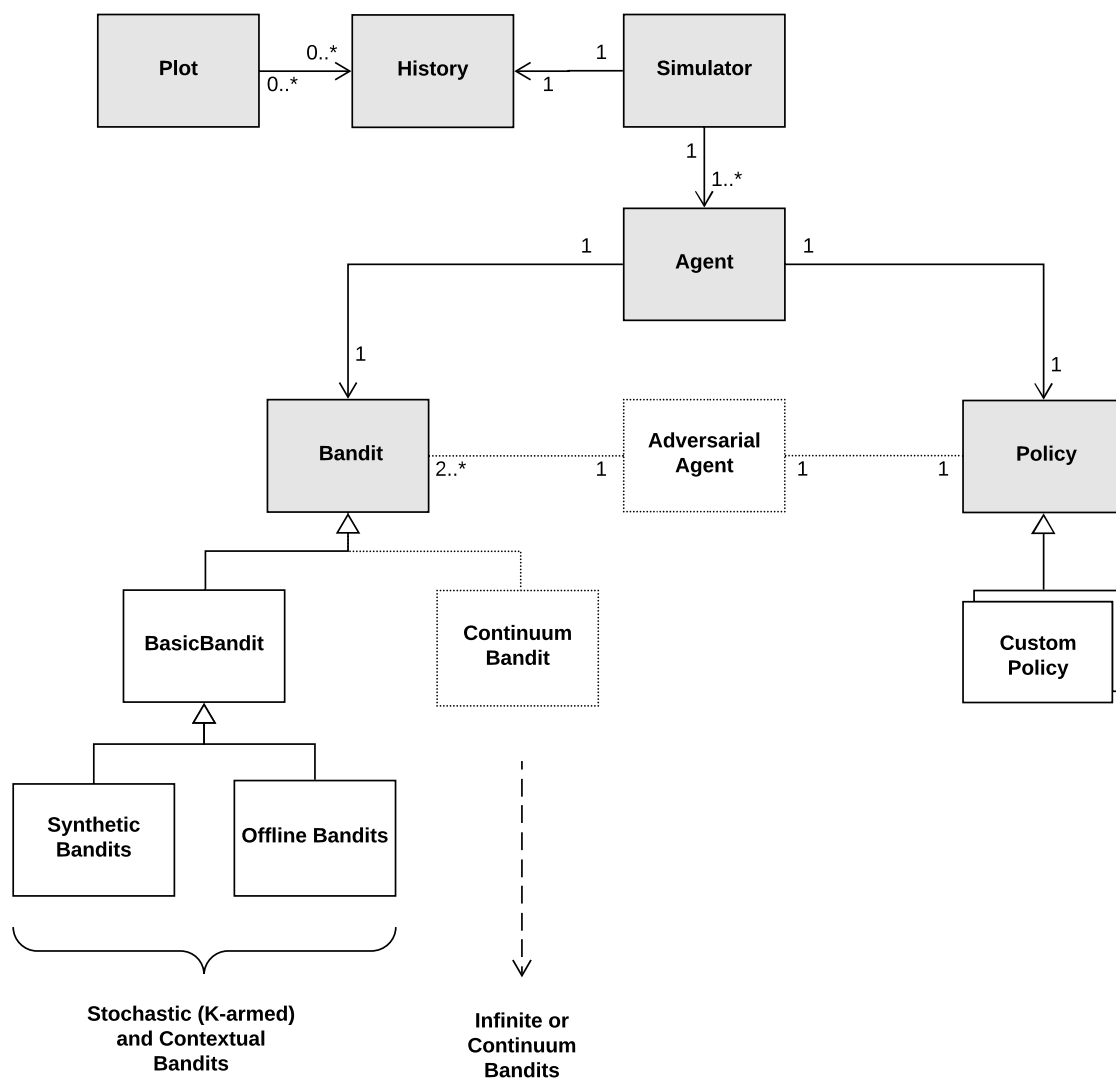 Plot
0..*
0..*
History
1
1
Simulator
1
1..*
Agent
1
1
1
1
Bandit
2..*
1
Adversarial
Agent
1
1
Policy
BasicBandit
Continuum
Bandit
Custom
Policy
Synthetic
Bandits
Offline Bandits
Stochastic (K-armed)
and Contextual
Bandits
Infinite or
Continuum
Bandits